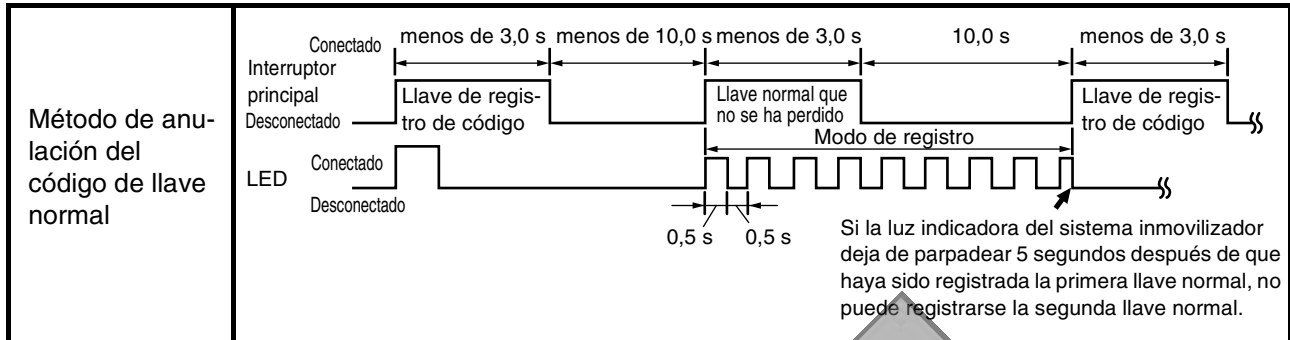 Método de anu-
lación del
código de llave
normal
Conectado
menos de 3,0 s
menos de 10,0 s
menos de 3,0 s
10,0 s
menos de 3,0 s
Interruptor
principal
Desconectado
Llave de regis-
tro de código
Llave normal que
no se ha perdido
Llave de regis-
tro de código
Modo de registro
LED
Conectado
Desconectado
0,5 s
0,5 s
Si la luz indicadora del sistema inmovilizador
deja de parpadear 5 segundos después de que
haya sido registrada la primera llave normal, no
puede registrarse la segunda llave normal.